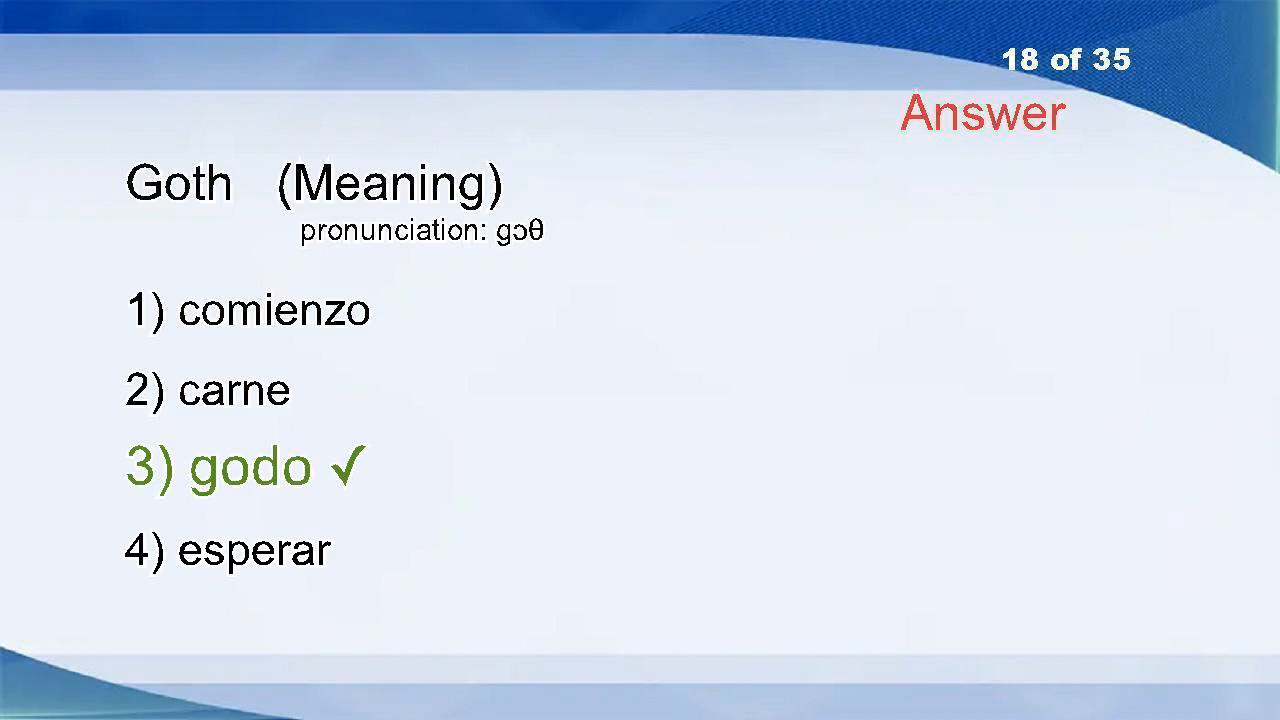 18 of 35
Answer
Goth (Meaning)
pronunciation: gɔθ
1) comienzo
2) carne
3) godo ✓
4) esperar